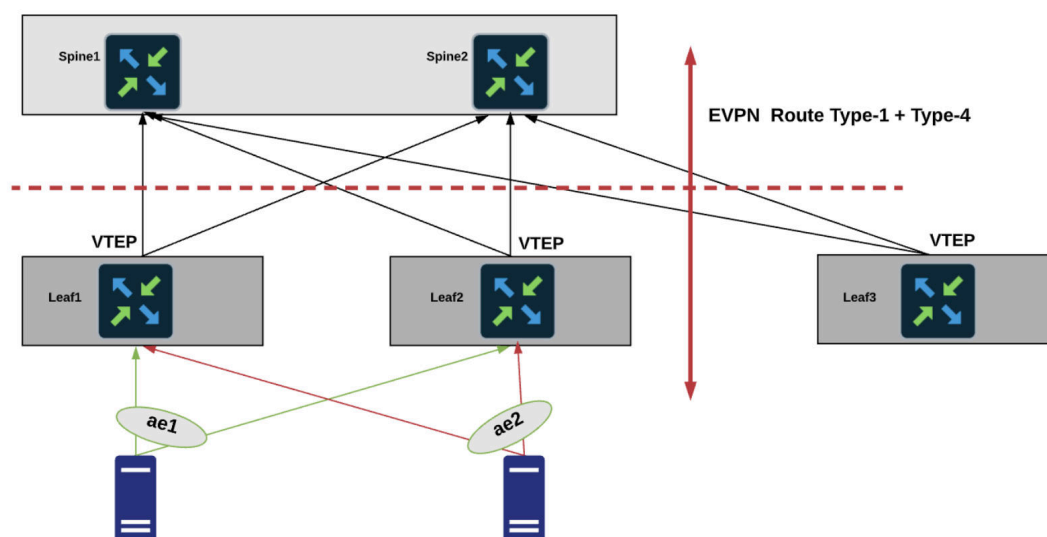 Spine1
Spine2
EVPN  Route Type-1 + Type-4
VTEP
VTEP
VTEP
Leaf1
Leaf2
Leaf3
ae1
ae2